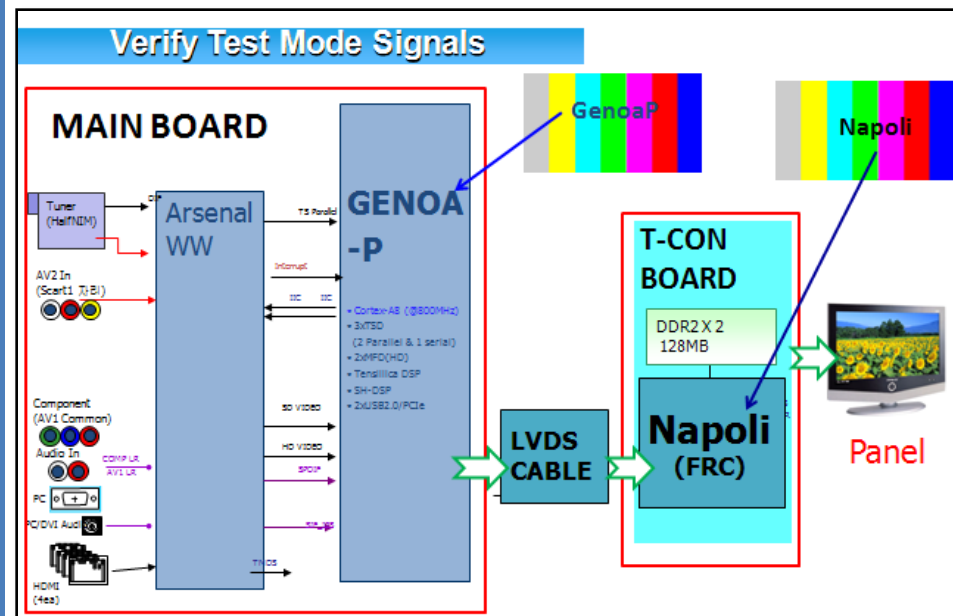 Verify Test Mode Signals
MAIN BOARD
GenoaP
Napoli
Tuner
(HalfNIM)
Arsenal
WW
TS Parallel
GENOA
-P
Interrupt
AV2 In
(Scart1 지원)
IIC IIC
• Cortex-A8 (@800MHz)
• 3xTSD
(2 Parallel & 1 serial)
• 2xMFD(HD)
• Tensillica DSP
• SH-DSP
• 2xUSB2.0/PCIe
Component
(AV1 Common)
SD VIDEO
Audio In
COMP LR
AV1 LR
HD VIDEO
SPDIF
PC
PC/DVI Audi
TMDS
HDMI
(4ea)
LVDS
CABLE
T-CON
BOARD
DDR2 X 2
128MB
Napoli
(FRC)
Panel